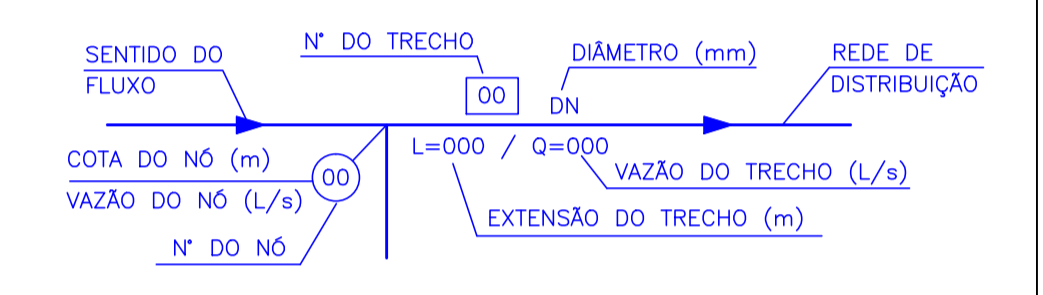 SENTIDO DO
FLUXO
N° DO TRECHO
00
DIÂMETRO (mm)
DN
REDE DE
DISTRIBUIÇÃO
L=000 / Q=000
COTA DO NÓ (m)
VAZÃO DO NÓ (L/s)
00
N° DO NÓ
VAZÃO DO TRECHO (L/s)
EXTENSÃO DO TRECHO (m)